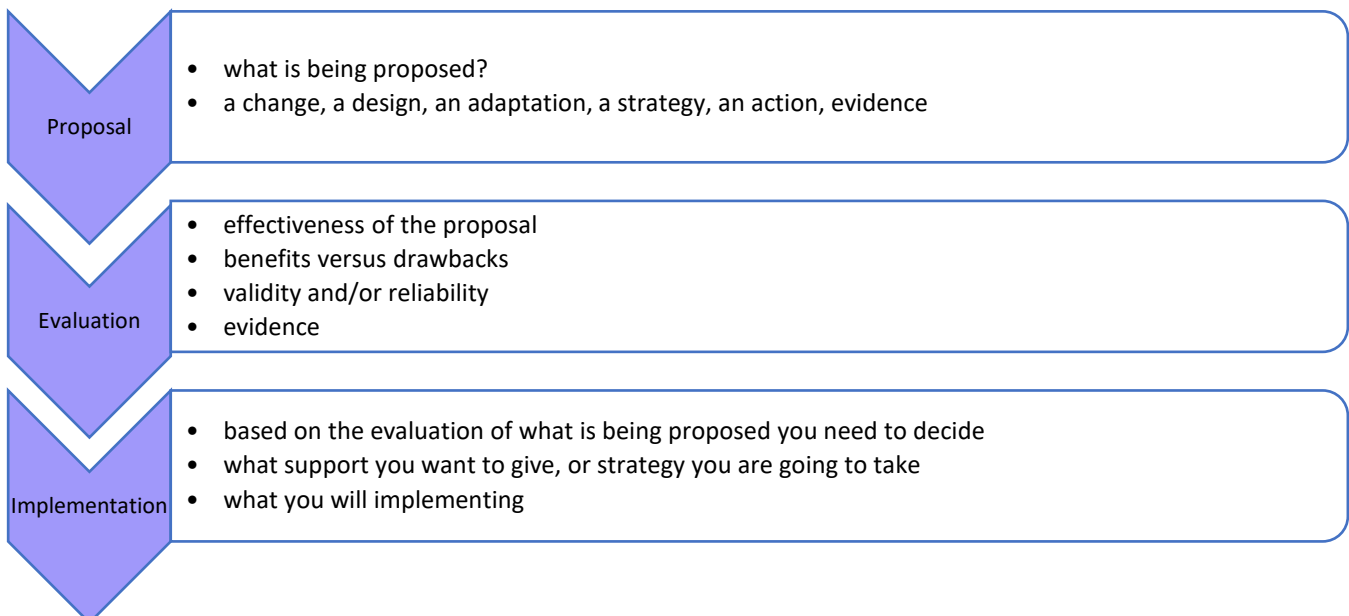 Proposal
• what is being proposed?
• a change, a design, an adaptation, a strategy, an action, evidence
Evaluation
• effectiveness of the proposal
• benefits versus drawbacks
• validity and/or reliability
• evidence
Implementation
• based on the evaluation of what is being proposed you need to decide
• what support you want to give, or strategy you are going to take
• what you will implementing